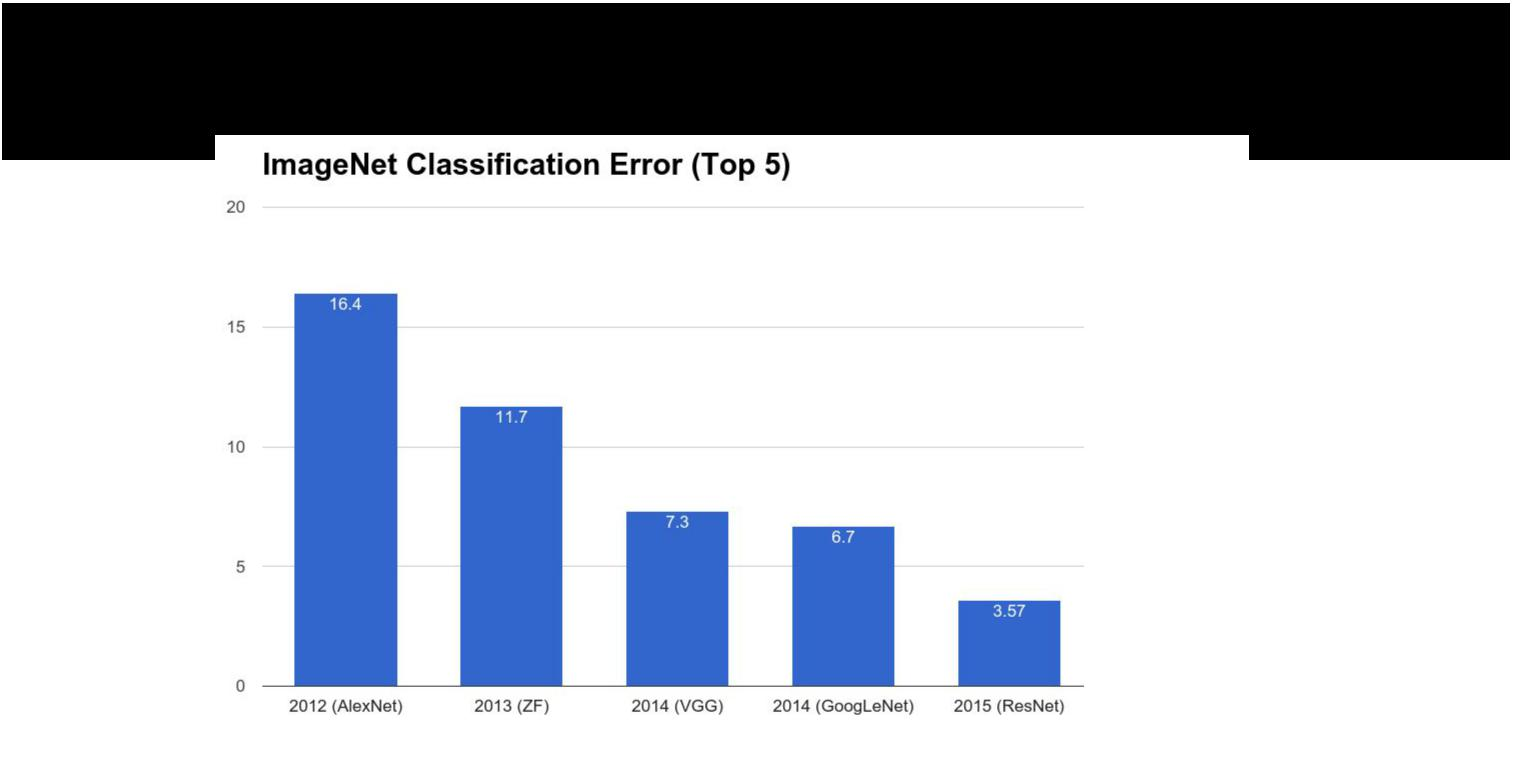 ImageNet Classification Error (Top 5)
20
15
10
5
0
16.4
11.7
7.3
6.7
3.57
2012 (AlexNet)
2013 (ZF)
2014 (VGG)
2014 (GoogLeNet)
2015 (ResNet)